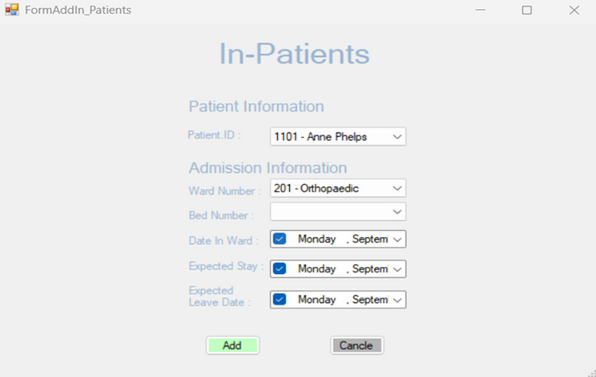 FormAddIn_Patients
In-Patients
Patient Information
Patient.ID :
1101 - Anne Phelps
Admission Information
Ward Number :
201 - Orthopaedic
Bed Number :
Date In Ward :
Monday , Septem
Expected Stay :
Monday , Septem
Expected
Leave Date :
Monday , Septem
Add
Cancle